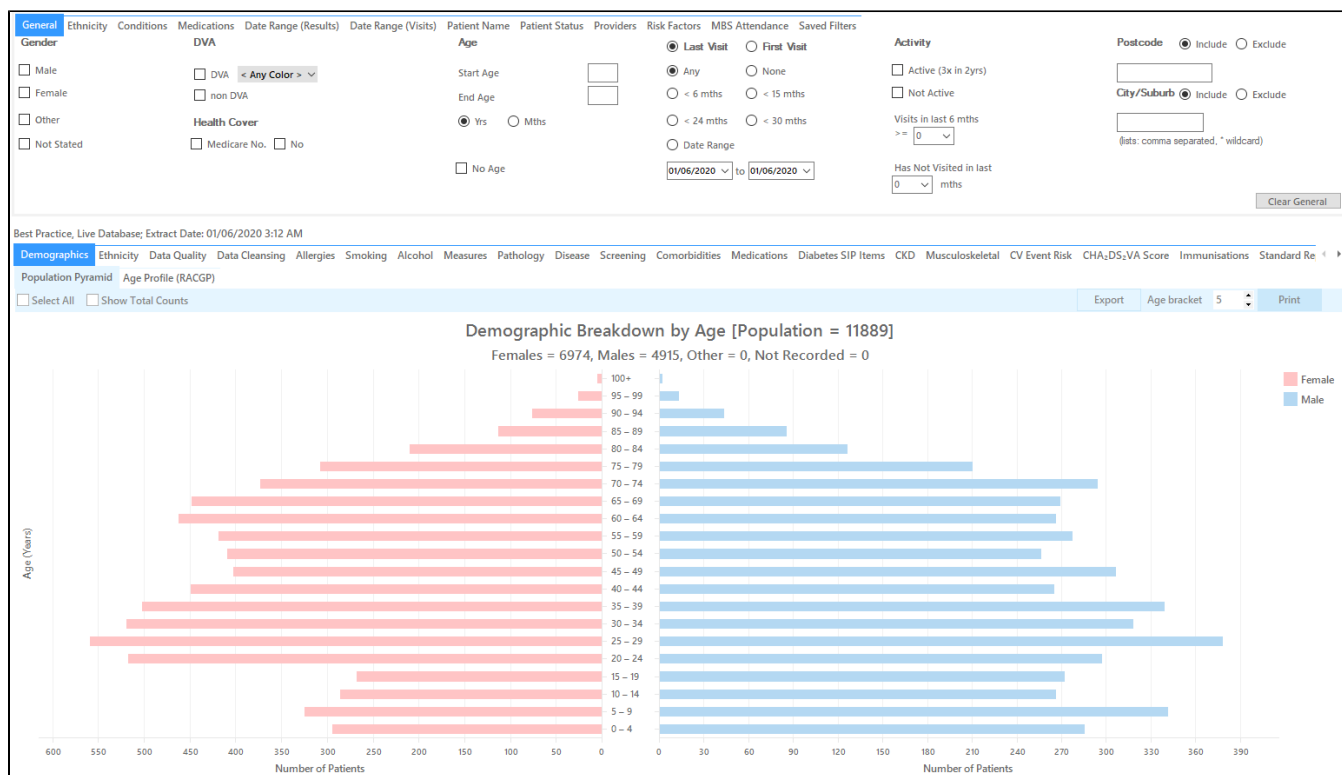 General Ethnicity Conditions Medications Date Range (Results) Date Range (Visits) Patient Name Patient Status Providers Risk Factors MBS Attendance Saved Filters
Gender DVA Age Last Visit First Visit Activity Postcode Include Exclude
Male DVA < Any Color > Start Age Any None Active (3x in 2yrs)
Female non DVA End Age < 6 mths < 15 mths Not Active City/Suburb Include Exclude
Other Health Cover Yrs Mths < 24 mths < 30 mths Visits in last 6 mths
>= 0
Not Stated Medicare No. No Date Range (lists: comma separated, * wildcard)
No Age 01/06/2020 to 01/06/2020 Has Not Visited in last
0 mths
Clear General
Best Practice, Live Database; Extract Date: 01/06/2020 3:12 AM
Demographics Ethnicity Data Quality Data Cleansing Allergies Smoking Alcohol Measures Pathology Disease Screening Comorbidities Medications Diabetes SIP Items CKD Musculoskeletal CV Event Risk CHA₂DS₂VA Score Immunisations Standard Re
Population Pyramid Age Profile (RACGP)
Select All Show Total Counts Export Age bracket 5 Print
Demographic Breakdown by Age [Population = 11889]
Females = 6974, Males = 4915, Other = 0, Not Recorded = 0
Female
Male
Age (Years)
100+
95 – 99
90 – 94
85 – 89
80 – 84
75 – 79
70 – 74
65 – 69
60 – 64
55 – 59
50 – 54
45 – 49
40 – 44
35 – 39
30 – 34
25 – 29
20 – 24
15 – 19
10 – 14
5 – 9
0 – 4
600 550 500 450 400 350 300 250 200 150 100 50 0 0 30 60 90 120 150 180 210 240 270 300 330 360 390
Number of Patients Number of Patients